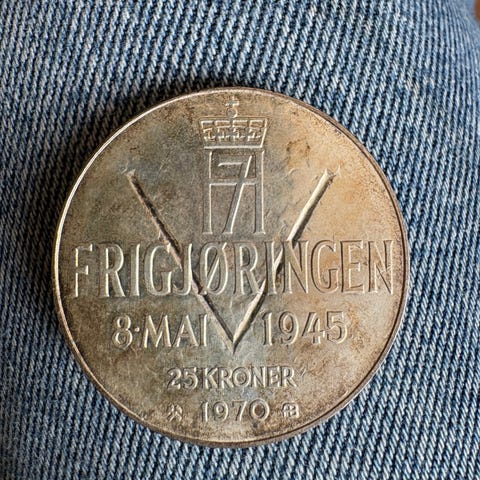 FRIGJØRINGEN
8·MAI 1945
25 KRONER
1970